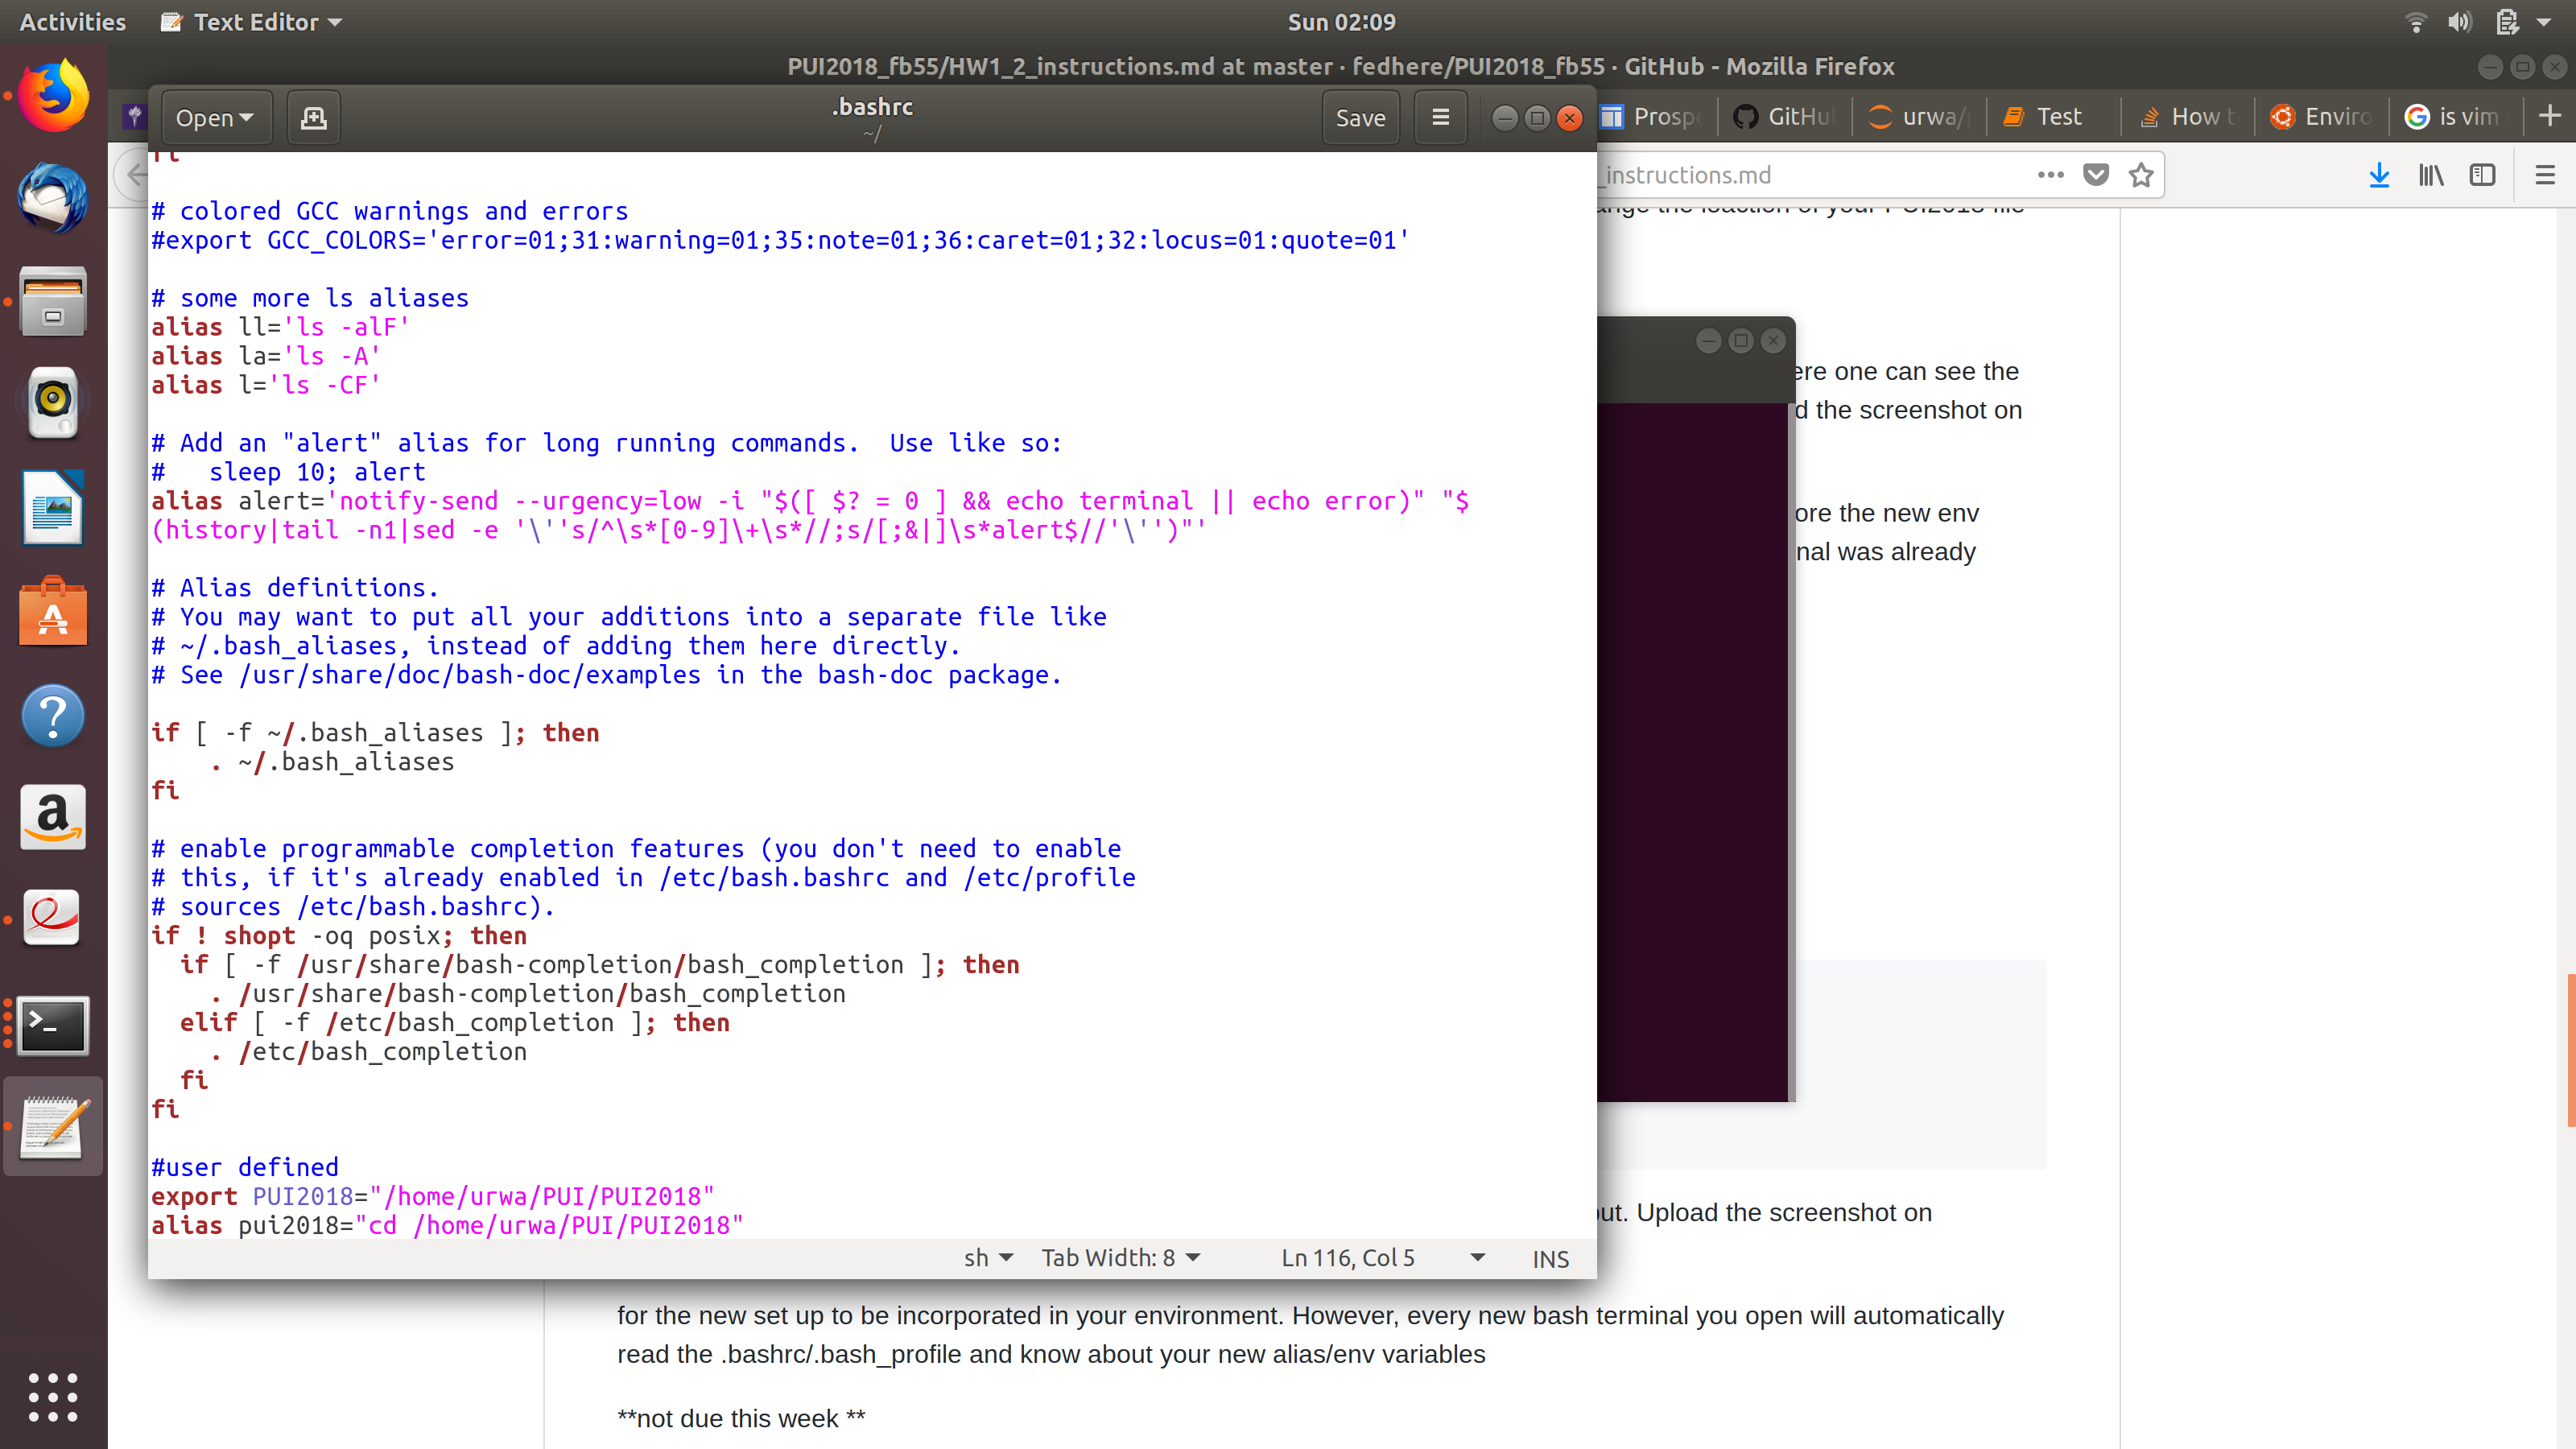 Activities
Text Editor
Sun 02:09
PUI2018_fb55/HW1_2_instructions.md at master · fedhere/PUI2018_fb55 · GitHub - Mozilla Firefox
Open
.bashrc
~/
Save
Prospe
GitHu
urwa/
Test
How t
Enviro
is vim
_instructions.md
fi
# colored GCC warnings and errors
#export GCC_COLORS='error=01;31:warning=01;35:note=01;36:caret=01;32:locus=01:quote=01'
# some more ls aliases
alias ll='ls -alF'
alias la='ls -A'
alias l='ls -CF'
# Add an "alert" alias for long running commands.  Use like so:
#   sleep 10; alert
alias alert='notify-send --urgency=low -i "$([ $? = 0 ] && echo terminal || echo error)" "$
(history|tail -n1|sed -e '\''s/^\s*[0-9]\+\s*//;s/[;&|]\s*alert$//'\'')"'
# Alias definitions.
# You may want to put all your additions into a separate file like
# ~/.bash_aliases, instead of adding them here directly.
# See /usr/share/doc/bash-doc/examples in the bash-doc package.
if [ -f ~/.bash_aliases ]; then
    . ~/.bash_aliases
fi
# enable programmable completion features (you don't need to enable
# this, if it's already enabled in /etc/bash.bashrc and /etc/profile
# sources /etc/bash.bashrc).
if ! shopt -oq posix; then
  if [ -f /usr/share/bash-completion/bash_completion ]; then
    . /usr/share/bash-completion/bash_completion
  elif [ -f /etc/bash_completion ]; then
    . /etc/bash_completion
  fi
fi
#user defined
export PUI2018="/home/urwa/PUI/PUI2018"
alias pui2018="cd /home/urwa/PUI/PUI2018"
sh
Tab Width: 8
Ln 116, Col 5
INS
ere one can see the
d the screenshot on
ore the new env
nal was already
out. Upload the screenshot on
for the new set up to be incorporated in your environment. However, every new bash terminal you open will automatically
read the .bashrc/.bash_profile and know about your new alias/env variables
**not due this week **